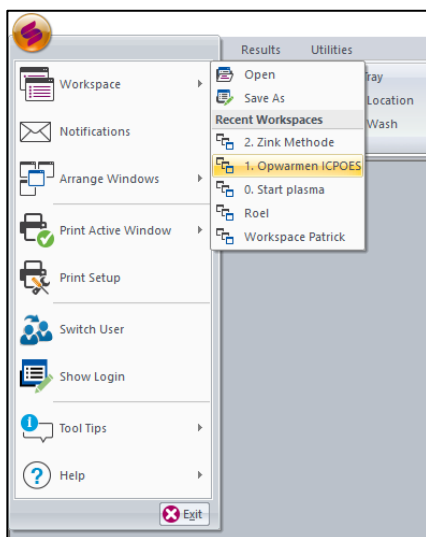 Results Utilities
Workspace
Notifications
Arrange Windows
Print Active Window
Print Setup
Switch User
Show Login
Tool Tips
Help
Exit
Open
Save As
Recent Workspaces
2. Zink Methode
1. Opwarmen ICPOES
0. Start plasma
Roel
Workspace Patrick
ray
Location
Wash